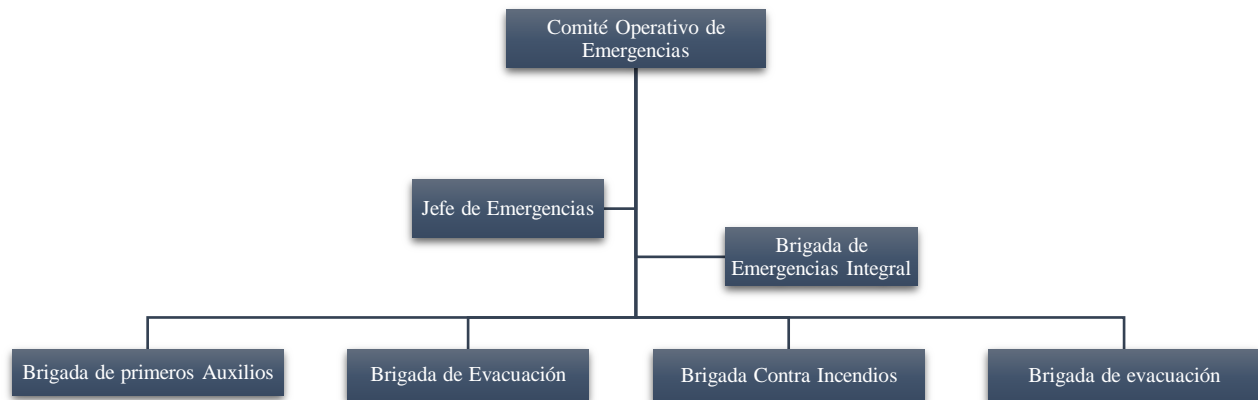 Comité Operativo de
Emergencias
Jefe de Emergencias
Brigada de
Emergencias Integral
Brigada de primeros Auxilios
Brigada de Evacuación
Brigada Contra Incendios
Brigada de evacuación